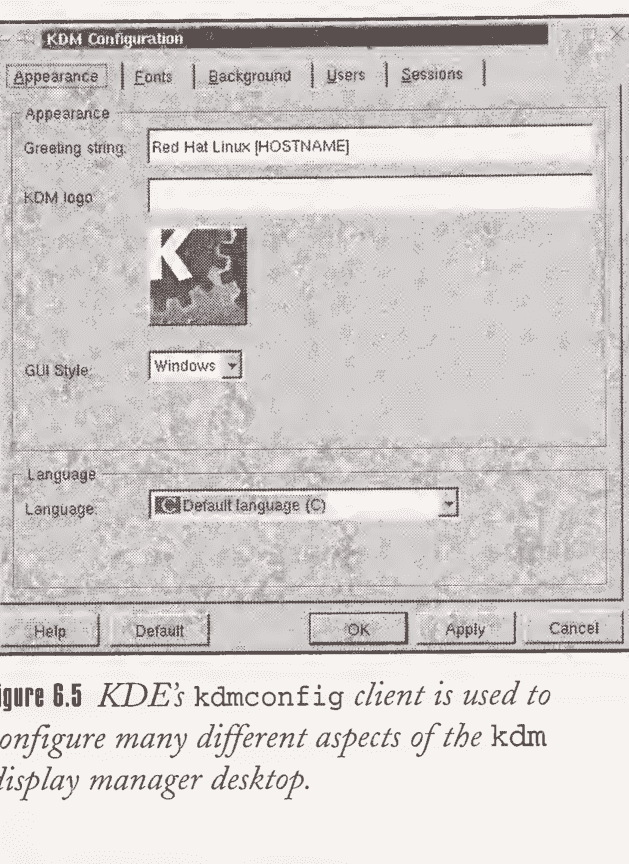 KDM Configuration
Appearance Fonts Background Users Sessions
Appearance
Greeting string: Red Hat Linux [HOSTNAME]
KDM logo
K
GUI Style: Windows
Language
Language: C Default language (C)
Help Default OK Apply Cancel
igure 6.5 KDE's kdmconfig client is used to
onfigure many different aspects of the kdm
display manager desktop.